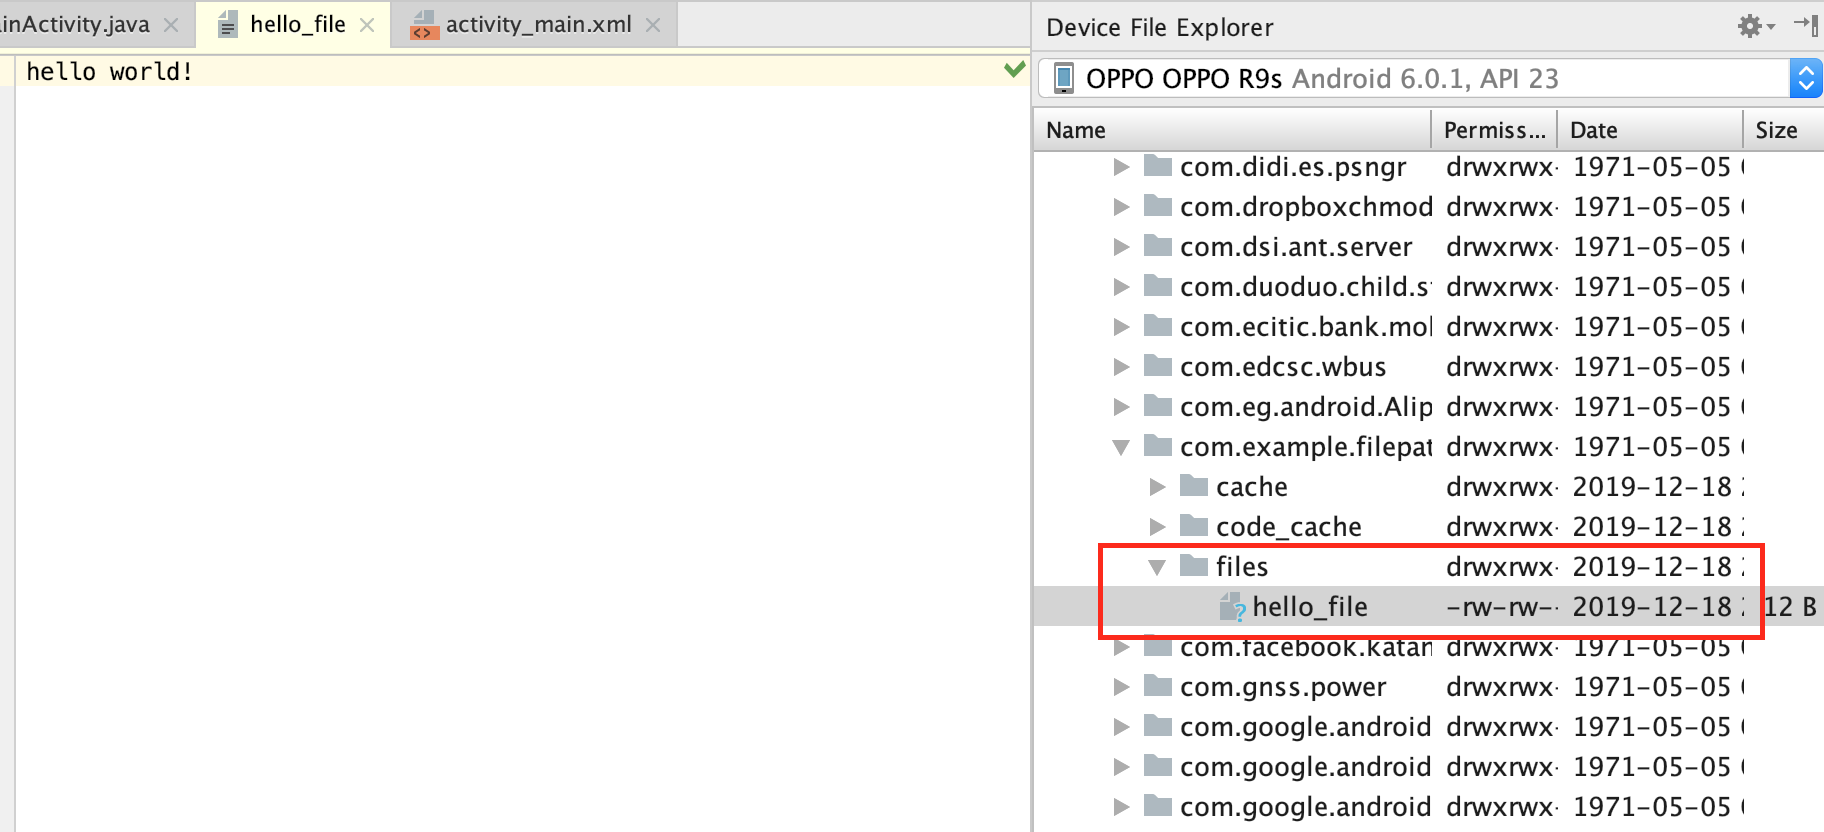 inActivity.java
hello_file
activity_main.xml
hello world!
Device File Explorer
OPPO OPPO R9s Android 6.0.1, API 23
Name Permiss... Date Size
com.didi.es.psngr drwxrwx- 1971-05-05
com.dropboxchmod drwxrwx- 1971-05-05
com.dsi.ant.server drwxrwx- 1971-05-05
com.duoduo.child.s drwxrwx- 1971-05-05
com.ecitic.bank.mo drwxrwx- 1971-05-05
com.edcsc.wbus drwxrwx- 1971-05-05
com.eg.android.Alip drwxrwx- 1971-05-05
com.example.filepat drwxrwx- 1971-05-05
cache drwxrwx- 2019-12-18
code_cache drwxrwx- 2019-12-18
files drwxrwx- 2019-12-18
hello_file -rw-rw-- 2019-12-18 12 B
com.facebook.katan drwxrwx- 1971-05-05
com.gnss.power drwxrwx- 1971-05-05
com.google.android drwxrwx- 1971-05-05
com.google.android drwxrwx- 1971-05-05
com.google.android drwxrwx- 1971-05-05